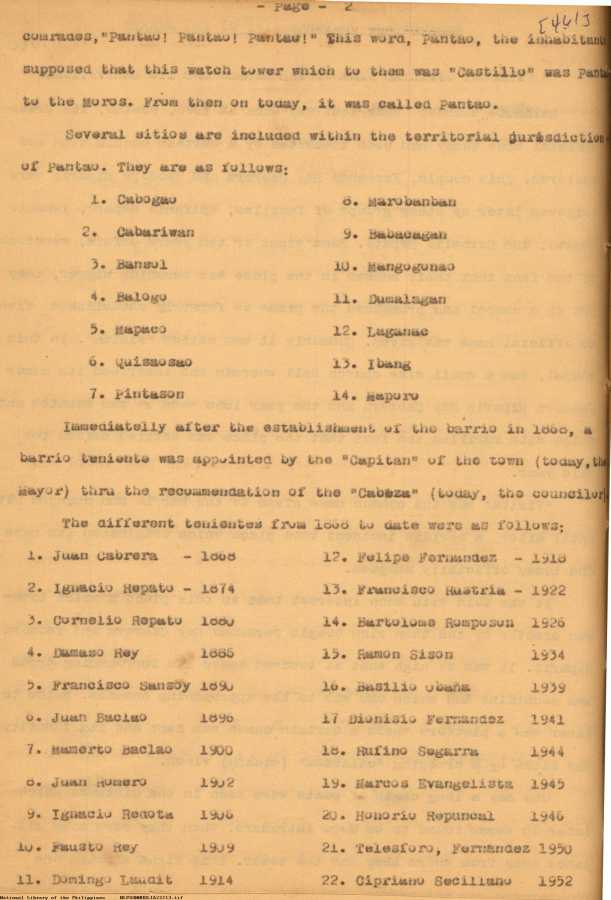 - Page - 2
[461]
comrades,"Pantao! Pantao! Pantao!" This word, Pantao, the inhabitant
supposed that this watch tower which to them was "Castillo" was Panta
to the Moros. From then on today, it was called Pantao.
Several sitios are included within the territorial jurisdiction
of Pantao. They are as follows:
1. Cabogao
2. Cabariwan
3. Bansol
4. Balogo
5. Mapaco
6. Quisaosao
7. Pintason
8. Marobanban
9. Babacagan
10. Mangogonao
11. Dumalagan
12. Laganac
13. Ibang
14. Maporo
Immediatelly after the establishment of the barrio in 1868, a
barrio teniente was appointed by the "Capitan" of the town (today,the
Mayor) thru the recommendation of the "Cabeza" (today, the councilor)
The different tenientes from 1868 to date were as follows:
1. Juan Cabrera - 1868
2. Ignacio Repato - 1874
3. Cornelio Repato 1880
4. Damaso Rey 1886
5. Francisco Sansoy 1890
6. Juan Baclao 1896
7. Mamerto Baclao 1900
8. Juan Romero 1902
9. Ignacio Redota 1906
10. Fausto Rey 1909
11. Domingo Laudit 1914
12. Felipe Fernandez - 1918
13. Francisco Rustria - 1922
14. Bartolome Romposon 1926
15. Ramon Sison 1934
16. Basilio Obaña 1939
17 Dionisio Fernandez 1941
18. Rufino Segarra 1944
19. Marcos Evangelista 1945
20. Honorio Repuncal 1946
21. Telesforo, Fernandez 1950
22. Cipriano Secillano 1952
National Library of the Philippines